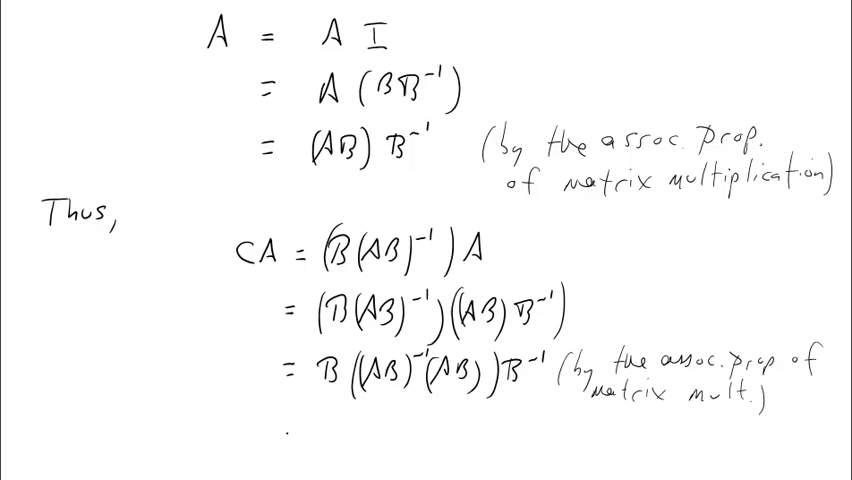 A = A I
= A (BB⁻¹)
= (AB) B⁻¹ (by the assoc. prop.
of matrix multiplication)
Thus,
CA = (B(AB)⁻¹)A
= (B(AB)⁻¹)((AB)B⁻¹)
= B((AB)⁻¹(AB))B⁻¹ (by the assoc. prop of
matrix mult.)